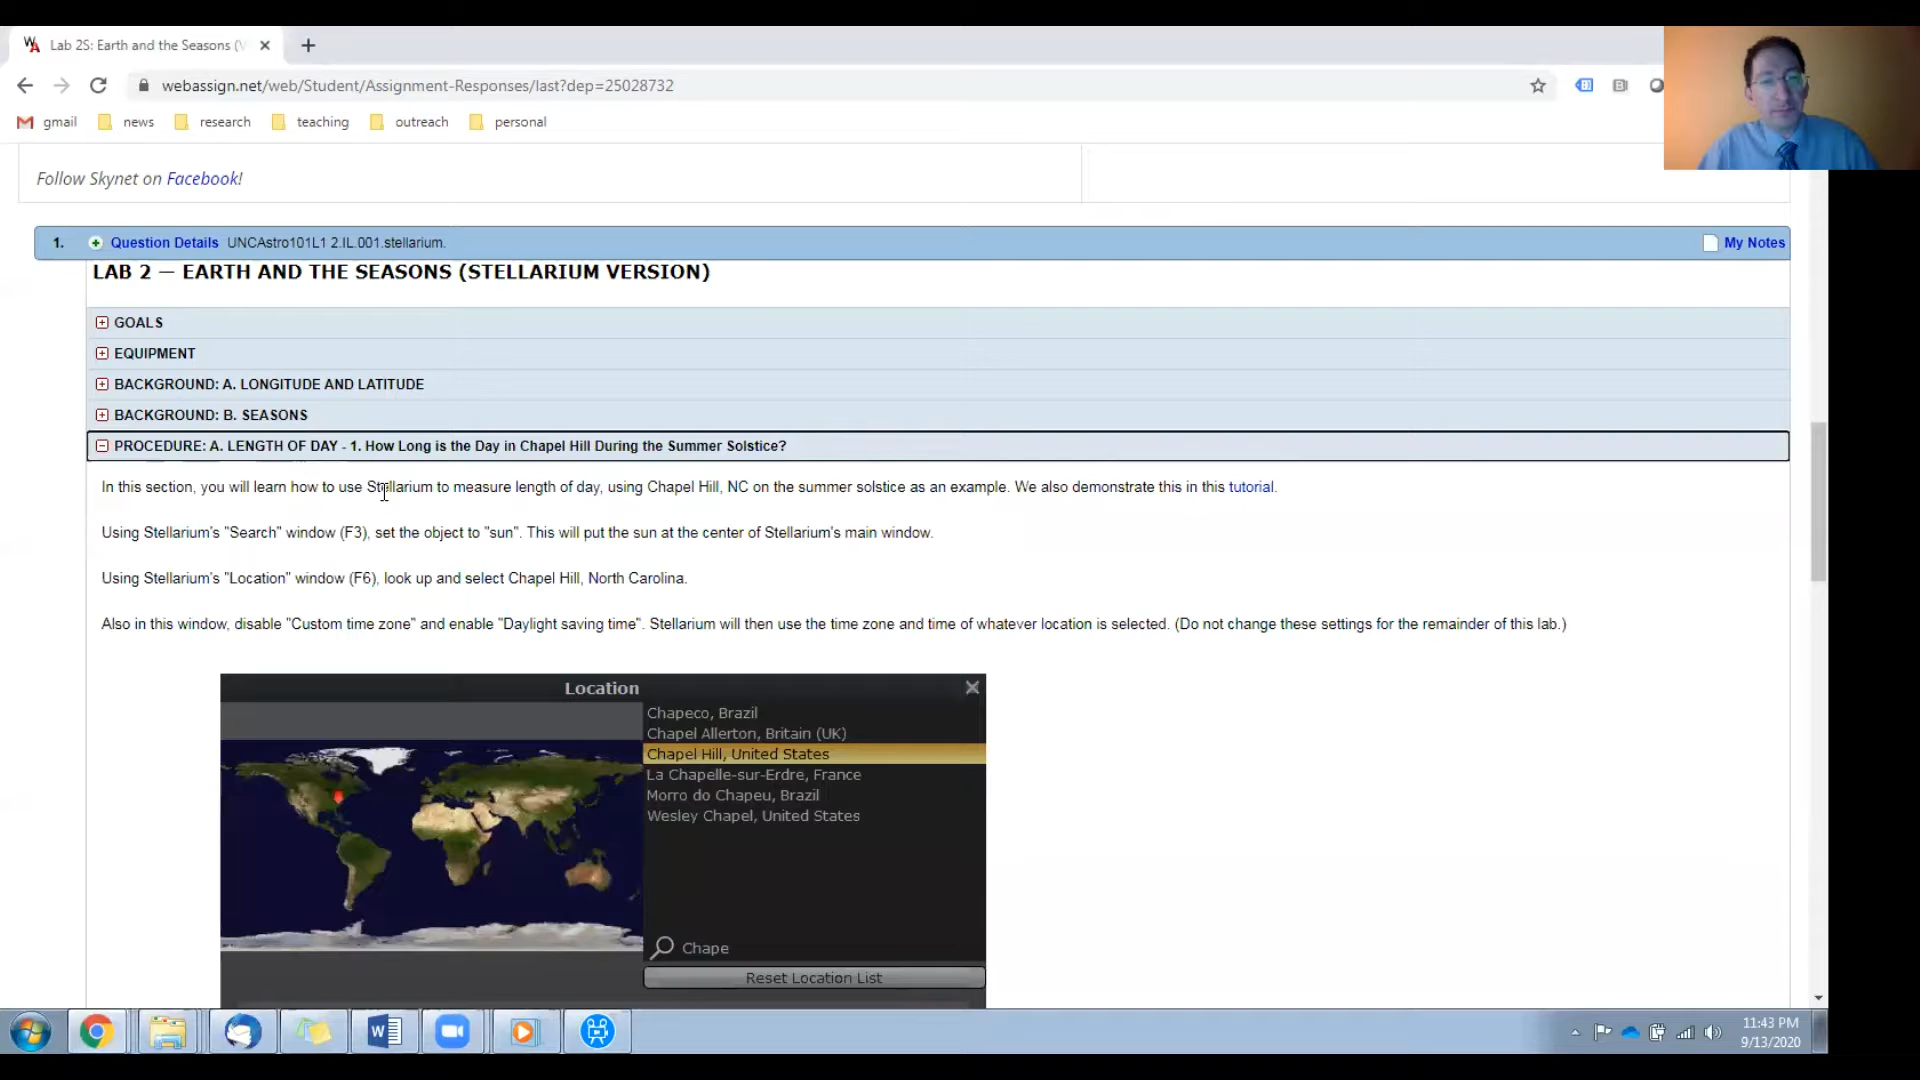 Lab 2S: Earth and the Seasons (V
webassign.net/web/Student/Assignment-Responses/last?dep=25028732
gmail news research teaching outreach personal
Follow Skynet on Facebook!
1. Question Details UNCAstro101L1 2.IL.001.stellarium. My Notes
LAB 2 — EARTH AND THE SEASONS (STELLARIUM VERSION)
GOALS
EQUIPMENT
BACKGROUND: A. LONGITUDE AND LATITUDE
BACKGROUND: B. SEASONS
PROCEDURE: A. LENGTH OF DAY - 1. How Long is the Day in Chapel Hill During the Summer Solstice?
In this section, you will learn how to use Stellarium to measure length of day, using Chapel Hill, NC on the summer solstice as an example. We also demonstrate this in this tutorial.
Using Stellarium's "Search" window (F3), set the object to "sun". This will put the sun at the center of Stellarium's main window.
Using Stellarium's "Location" window (F6), look up and select Chapel Hill, North Carolina.
Also in this window, disable "Custom time zone" and enable "Daylight saving time". Stellarium will then use the time zone and time of whatever location is selected. (Do not change these settings for the remainder of this lab.)
Location
Chapeco, Brazil
Chapel Allerton, Britain (UK)
Chapel Hill, United States
La Chapelle-sur-Erdre, France
Morro do Chapeu, Brazil
Wesley Chapel, United States
Chape
Reset Location List
11:43 PM
9/13/2020